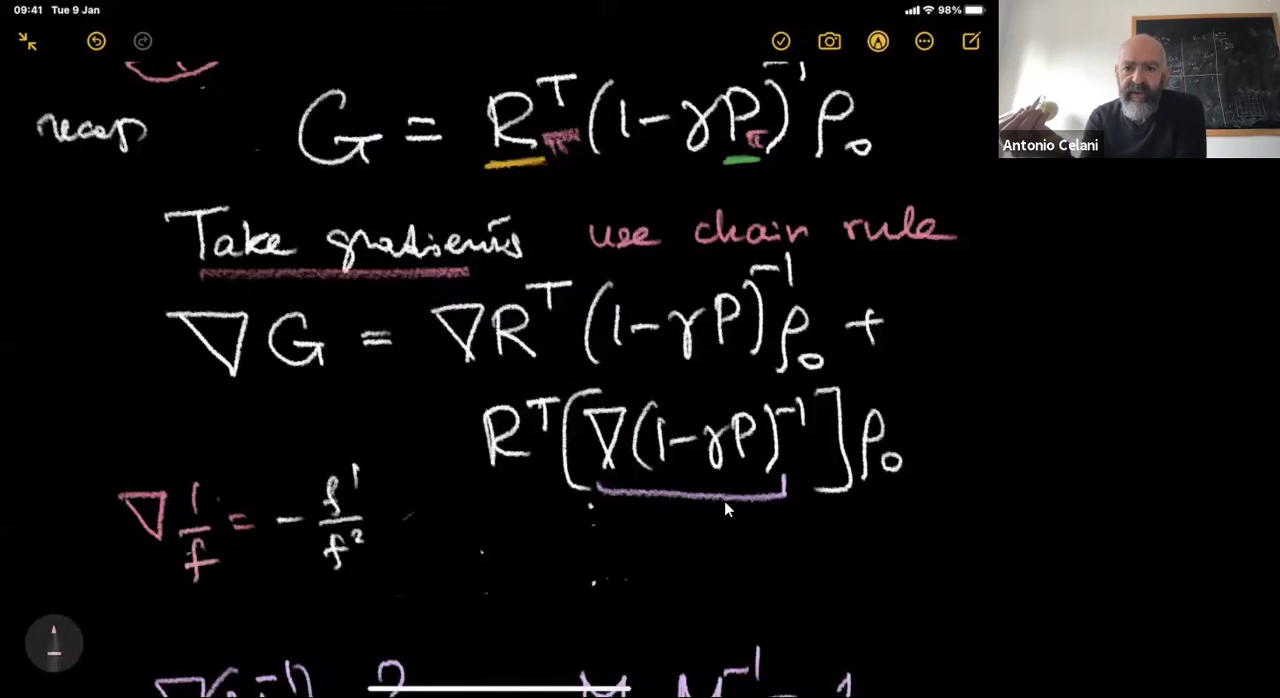 09:41 Tue 9 Jan 98%
Antonio Celani
recap G = R^T_π (1-γP_π)^-1 ρ_0
Take gradients use chain rule
∇G = ∇R^T (1-γP)^-1 ρ_0 +
R^T [∇(1-γP)^-1] ρ_0
∇ 1/f = - f'/f^2